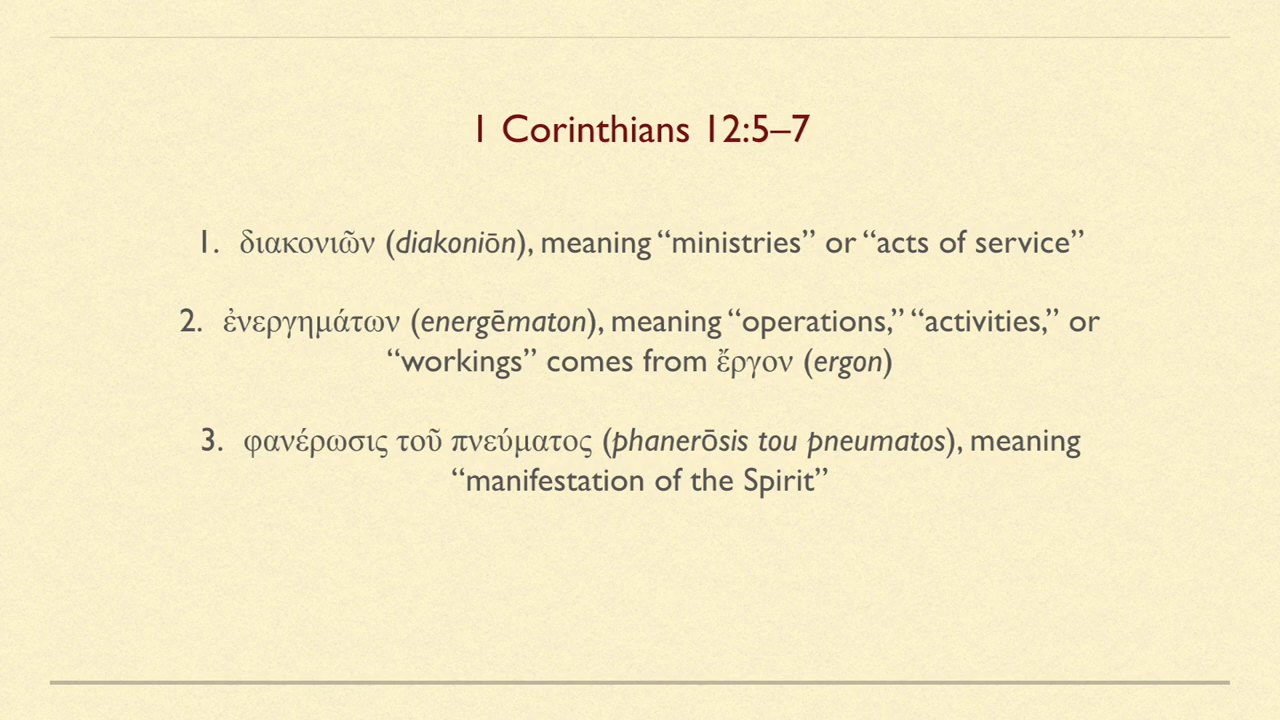 1 Corinthians 12:5–7
1. διακονιῶν (diakoniōn), meaning “ministries” or “acts of service”
2. ἐνεργημάτων (energēmaton), meaning “operations,” “activities,” or
“workings” comes from ἔργον (ergon)
3. φανέρωσις τοῦ πνεύματος (phanerōsis tou pneumatos), meaning
“manifestation of the Spirit”